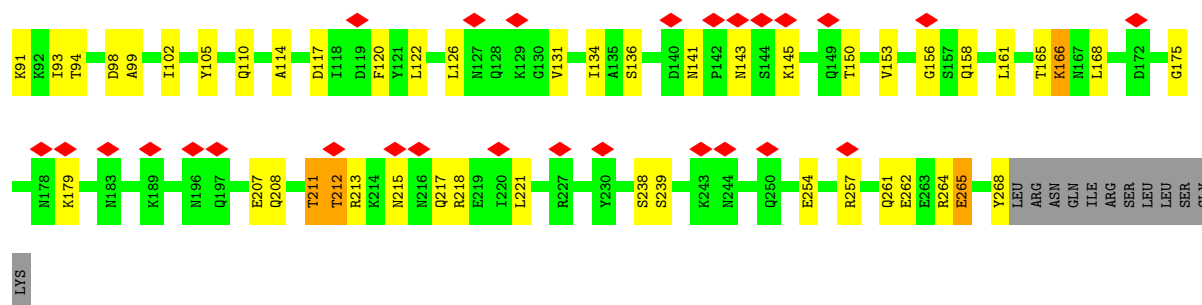 K91 K92 I93 T94 D98 A99 I102 Y105 Q110 A114 D117 I118 D119 F120 Y121 L122 L126 N127 Q128 K129 G130 V131 I134 A135 S136 D140 N141 P142 N143 S144 K145 Q149 T150 V153 G156 S157 Q158 L161 T165 K166 N167 L168 D172 G175
N178 K179 N183 K189 N196 Q197 E207 Q208 T211 T212 R213 K214 N215 N216 Q217 R218 E219 I220 L221 R227 Y230 S238 S239 K243 N244 Q250 E254 R257 Q261 E262 E263 R264 E265 Y268 LEU ARG ASN GLN ILE ARG SER LEU LEU SER
LYS